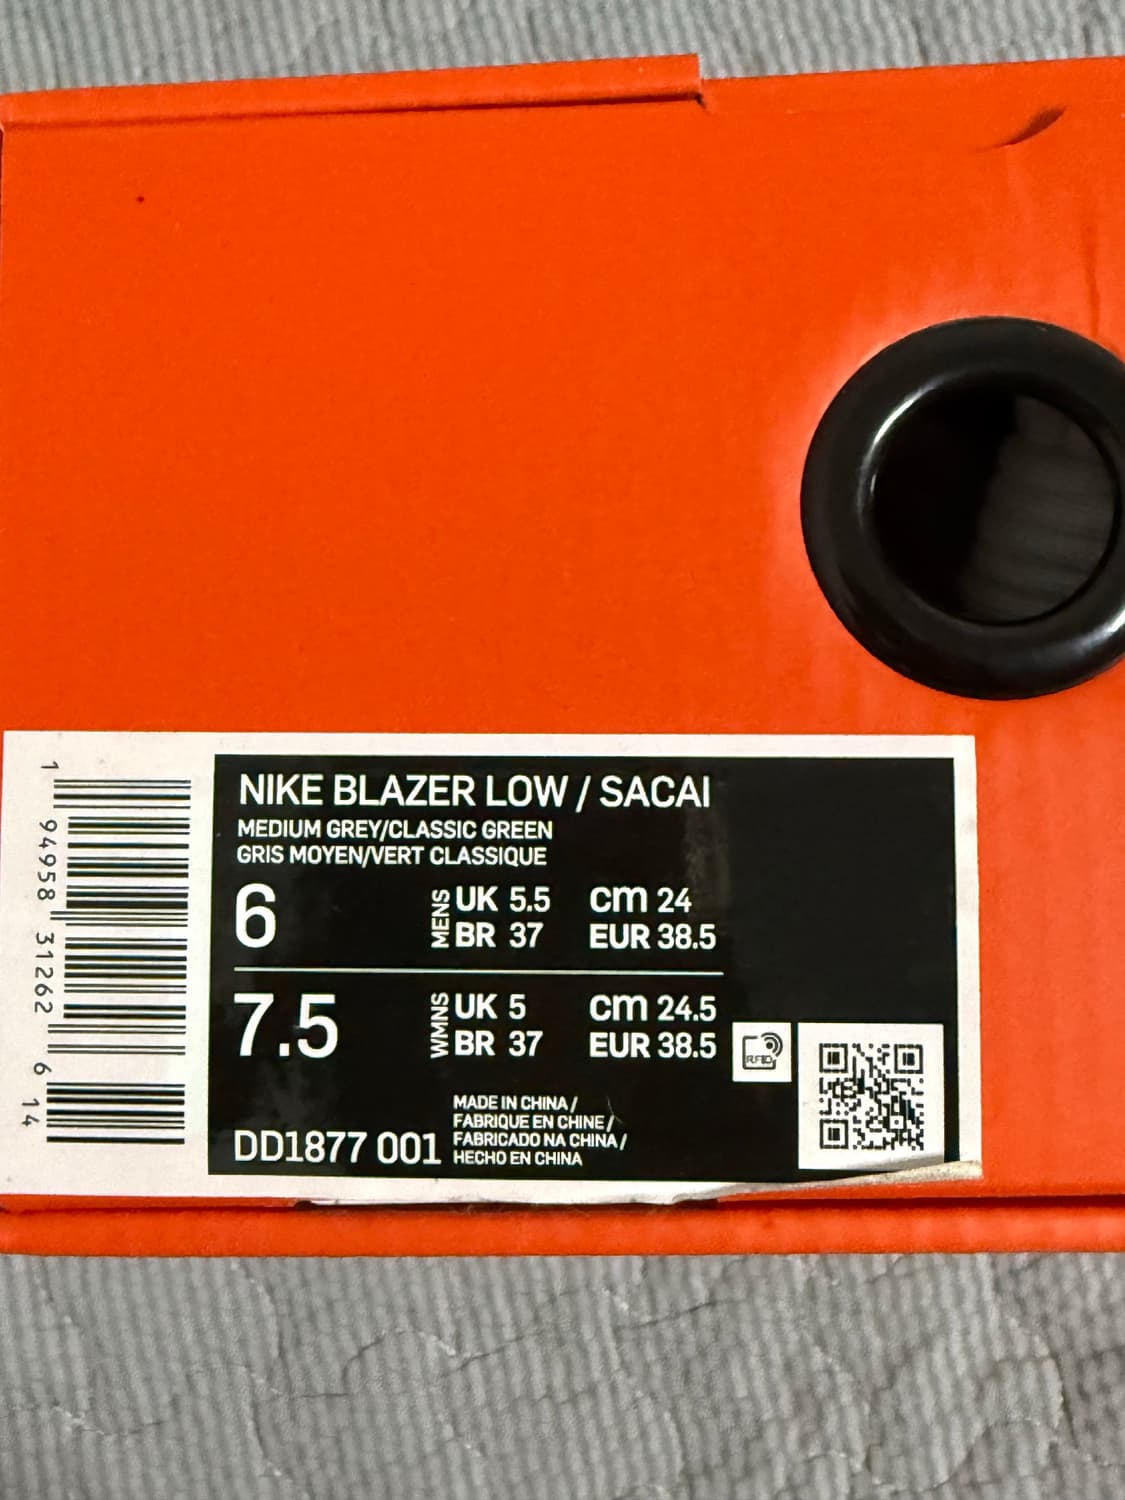 NIKE BLAZER LOW / SACAI
MEDIUM GREY/CLASSIC GREEN
GRIS MOYEN/VERT CLASSIQUE
6 MENS UK 5.5 cm 24
BR 37 EUR 38.5
7.5 WMNS UK 5 cm 24.5
BR 37 EUR 38.5
RFID
MADE IN CHINA /
FABRIQUE EN CHINE /
FABRICADO NA CHINA /
HECHO EN CHINA
DD1877 001
1 94958 31262 6 14